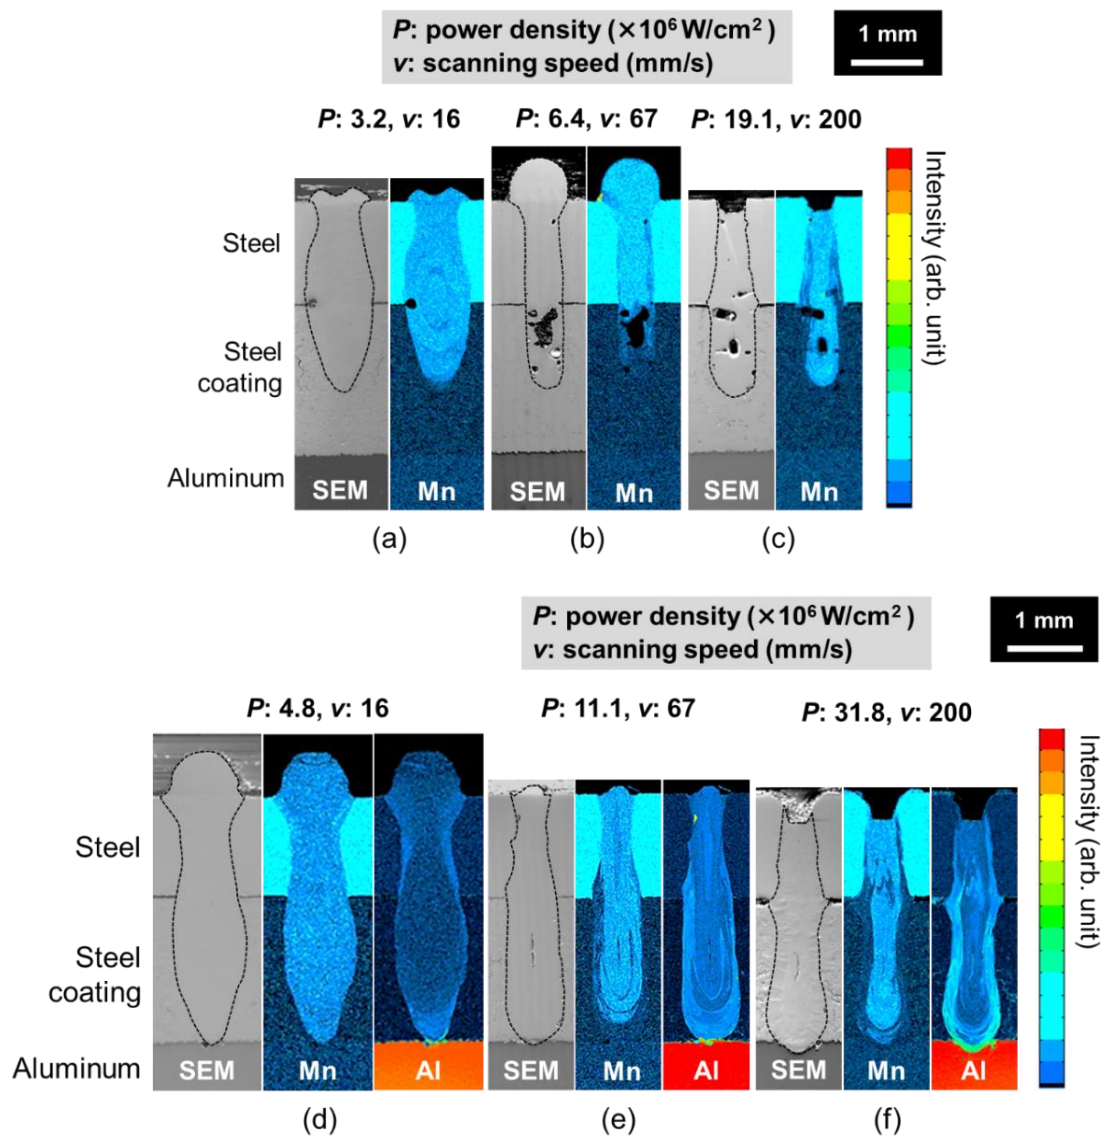 P: power density (×10⁶ W/cm²)
v: scanning speed (mm/s)
1 mm
P: 3.2, v: 16
P: 6.4, v: 67
P: 19.1, v: 200
Intensity (arb. unit)
Steel
Steel
coating
Aluminum
SEM
Mn
SEM
Mn
SEM
Mn
(a)
(b)
(c)
P: power density (×10⁶ W/cm²)
v: scanning speed (mm/s)
1 mm
P: 4.8, v: 16
P: 11.1, v: 67
P: 31.8, v: 200
Intensity (arb. unit)
Steel
Steel
coating
Aluminum
SEM
Mn
Al
SEM
Mn
Al
SEM
Mn
Al
(d)
(e)
(f)